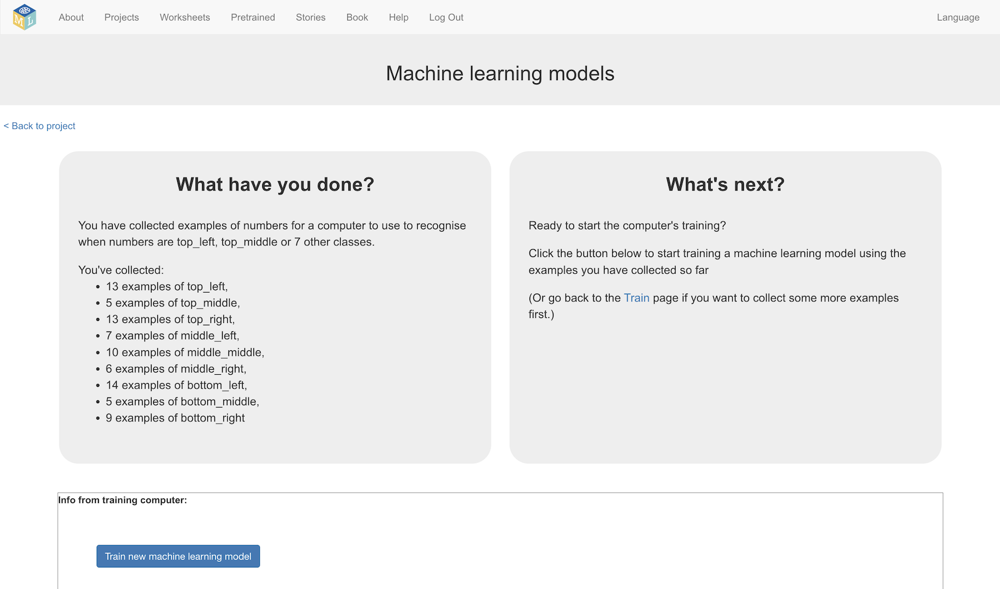 ML
About Projects Worksheets Pretrained Stories Book Help Log Out Language
Machine learning models
< Back to project
What have you done?
You have collected examples of numbers for a computer to use to recognise
when numbers are top_left, top_middle or 7 other classes.
You've collected:
• 13 examples of top_left,
• 5 examples of top_middle,
• 13 examples of top_right,
• 7 examples of middle_left,
• 10 examples of middle_middle,
• 6 examples of middle_right,
• 14 examples of bottom_left,
• 5 examples of bottom_middle,
• 9 examples of bottom_right
What's next?
Ready to start the computer's training?
Click the button below to start training a machine learning model using the
examples you have collected so far
(Or go back to the Train page if you want to collect some more examples
first.)
Info from training computer:
Train new machine learning model